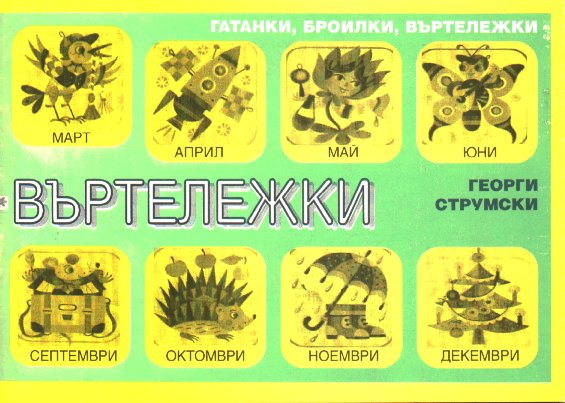 ГАТАНКИ, БРОИЛКИ, ВЪРТЕЛЕЖКИ
МАРТ
АПРИЛ
МАЙ
ЮНИ
ВЪРТЕЛЕЖКИ
ГЕОРГИ
СТРУМСКИ
СЕПТЕМВРИ
ОКТОМВРИ
НОЕМВРИ
ДЕКЕМВРИ